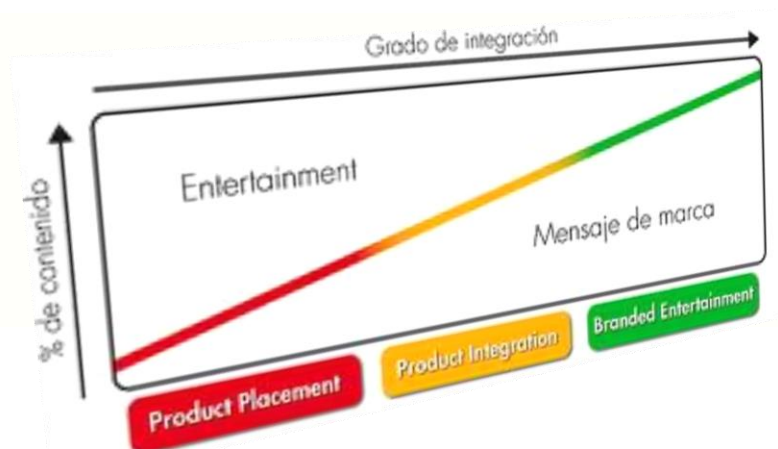 Grado de integración
% de contenido
Entertainment
Mensaje de marca
Product Placement
Product Integration
Branded Entertainment